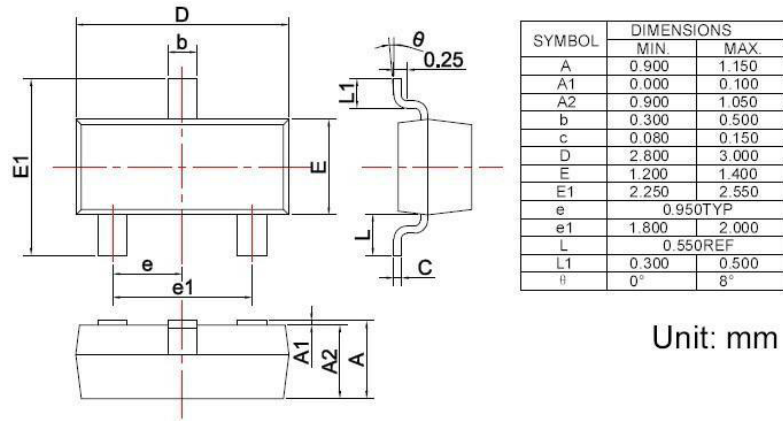 D
b
θ
0.25
L1
E1
E
L
C
e
e1
A1
A2
A
SYMBOL DIMENSIONS
MIN. MAX.
A 0.900 1.150
A1 0.000 0.100
A2 0.900 1.050
b 0.300 0.500
c 0.080 0.150
D 2.800 3.000
E 1.200 1.400
E1 2.250 2.550
e 0.950TYP
e1 1.800 2.000
L 0.550REF
L1 0.300 0.500
θ 0° 8°
Unit: mm